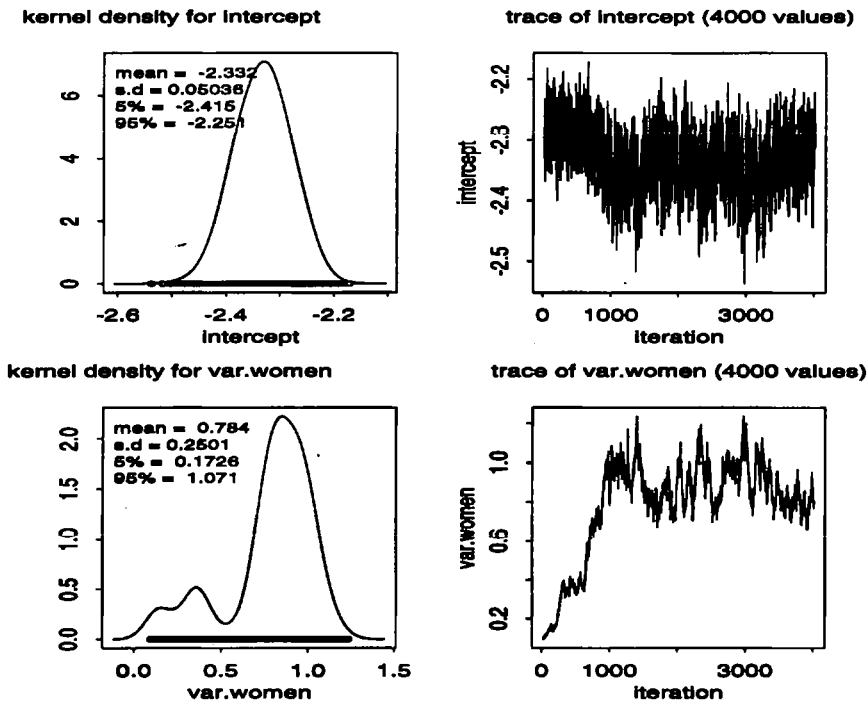 kernel density for intercept
mean = -2.332
s.d = 0.05036
5% = -2.415
95% = -2.251
0 2 4 6
-2.6 -2.4 -2.2
intercept
trace of intercept (4000 values)
intercept
-2.5 -2.4 -2.3 -2.2
0 1000 3000
iteration
kernel density for var.women
mean = 0.784
s.d = 0.2501
5% = 0.1726
95% = 1.071
0.0 0.5 1.0 1.5 2.0
0.0 0.5 1.0 1.5
var.women
trace of var.women (4000 values)
var.women
0.2 0.6 1.0
0 1000 3000
iteration